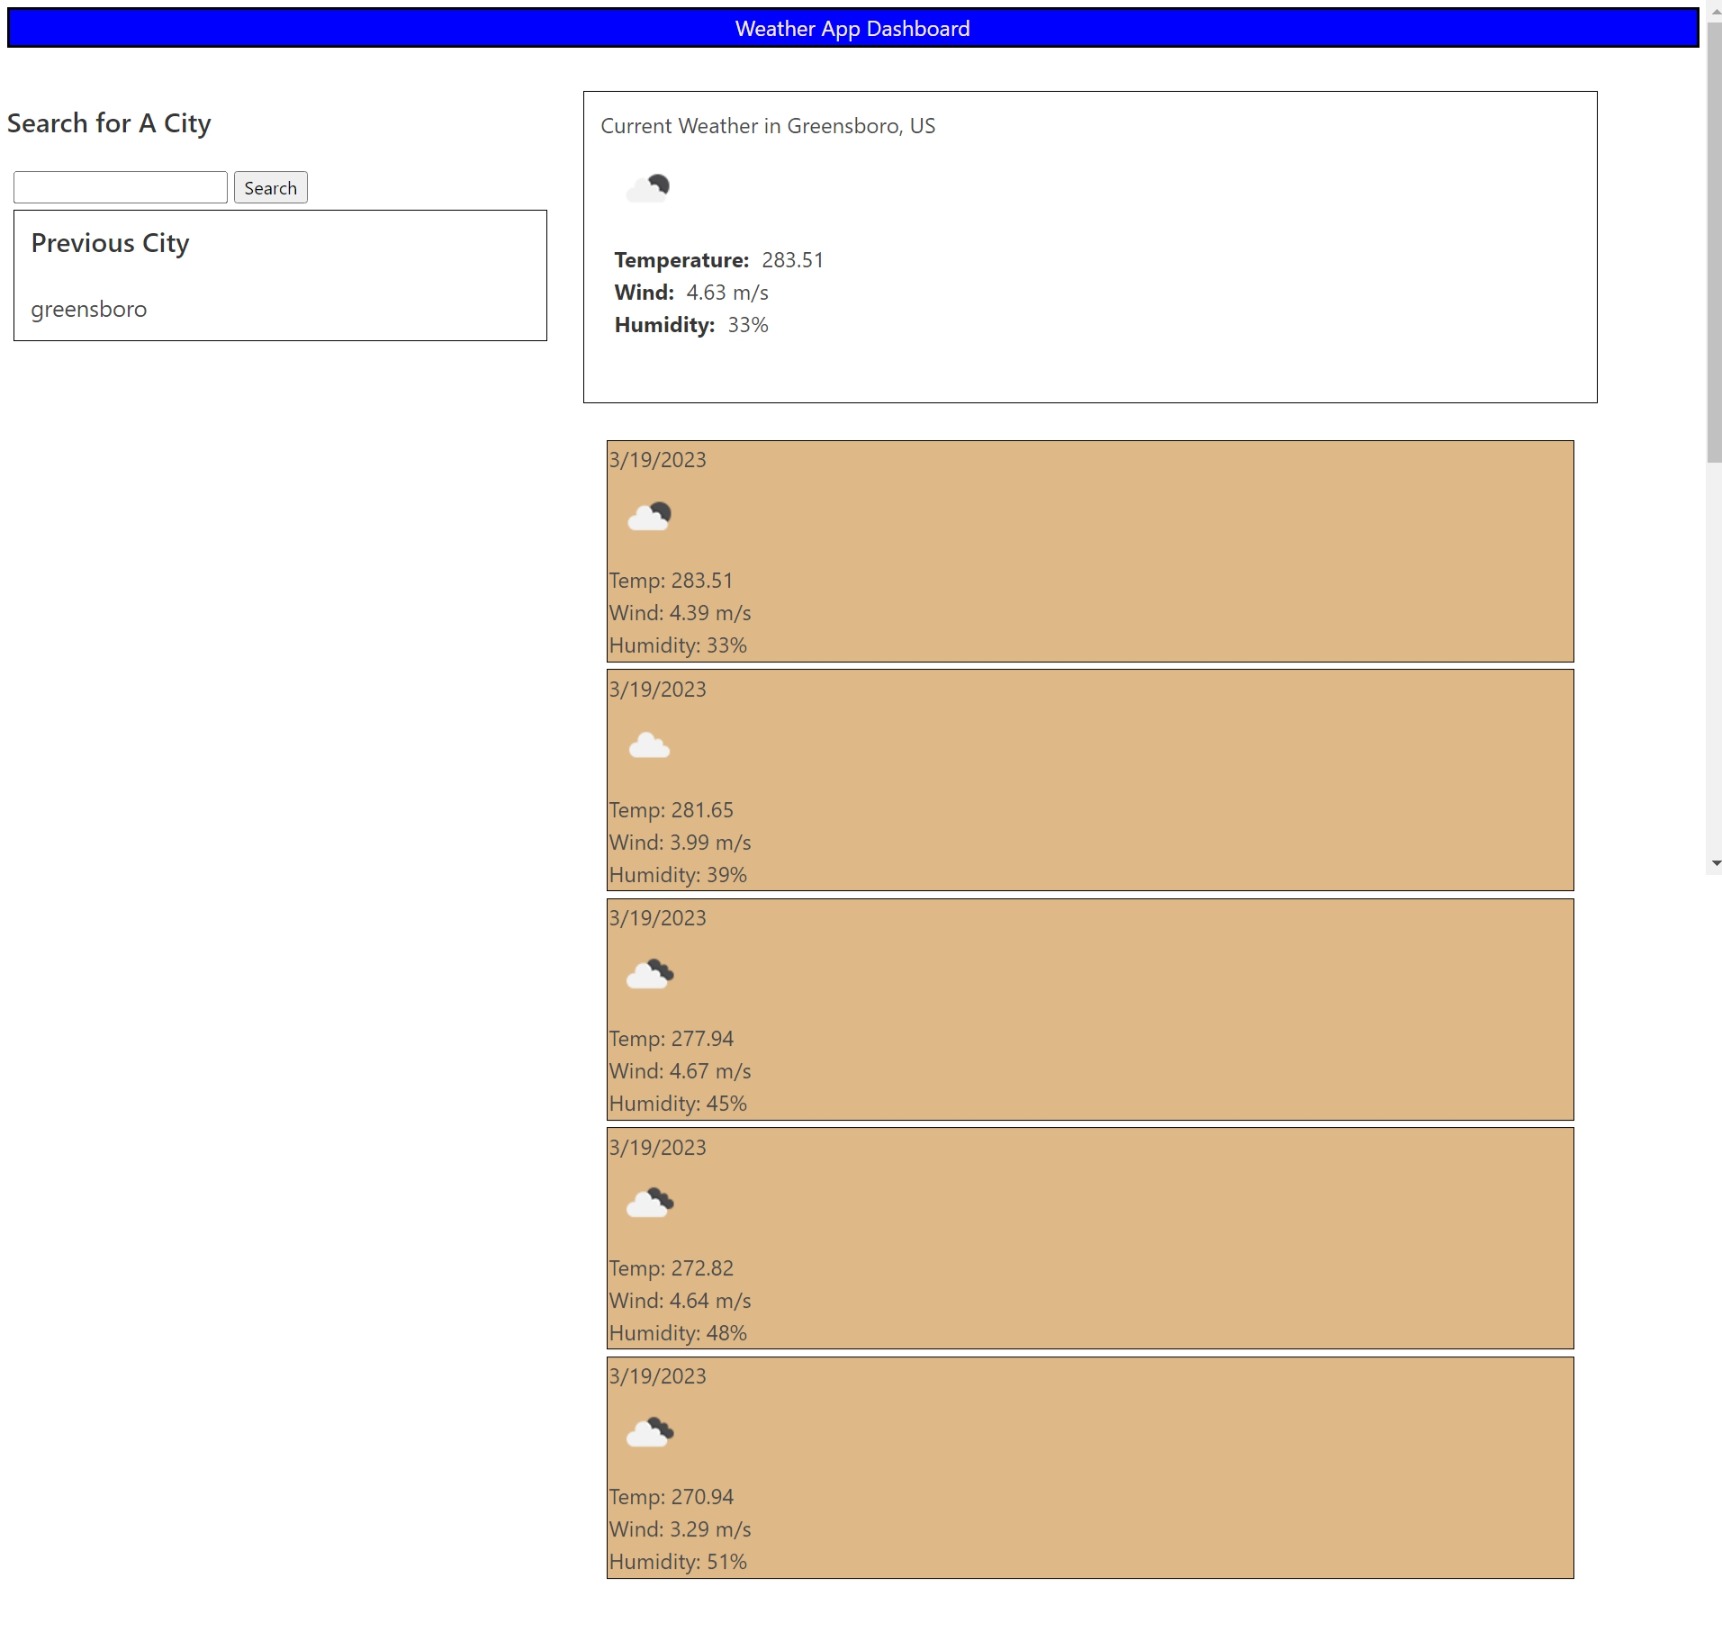 Weather App Dashboard
Search for A City
Search
Previous City
greensboro
Current Weather in Greensboro, US
Temperature: 283.51
Wind: 4.63 m/s
Humidity: 33%
3/19/2023
Temp: 283.51
Wind: 4.39 m/s
Humidity: 33%
3/19/2023
Temp: 281.65
Wind: 3.99 m/s
Humidity: 39%
3/19/2023
Temp: 277.94
Wind: 4.67 m/s
Humidity: 45%
3/19/2023
Temp: 272.82
Wind: 4.64 m/s
Humidity: 48%
3/19/2023
Temp: 270.94
Wind: 3.29 m/s
Humidity: 51%